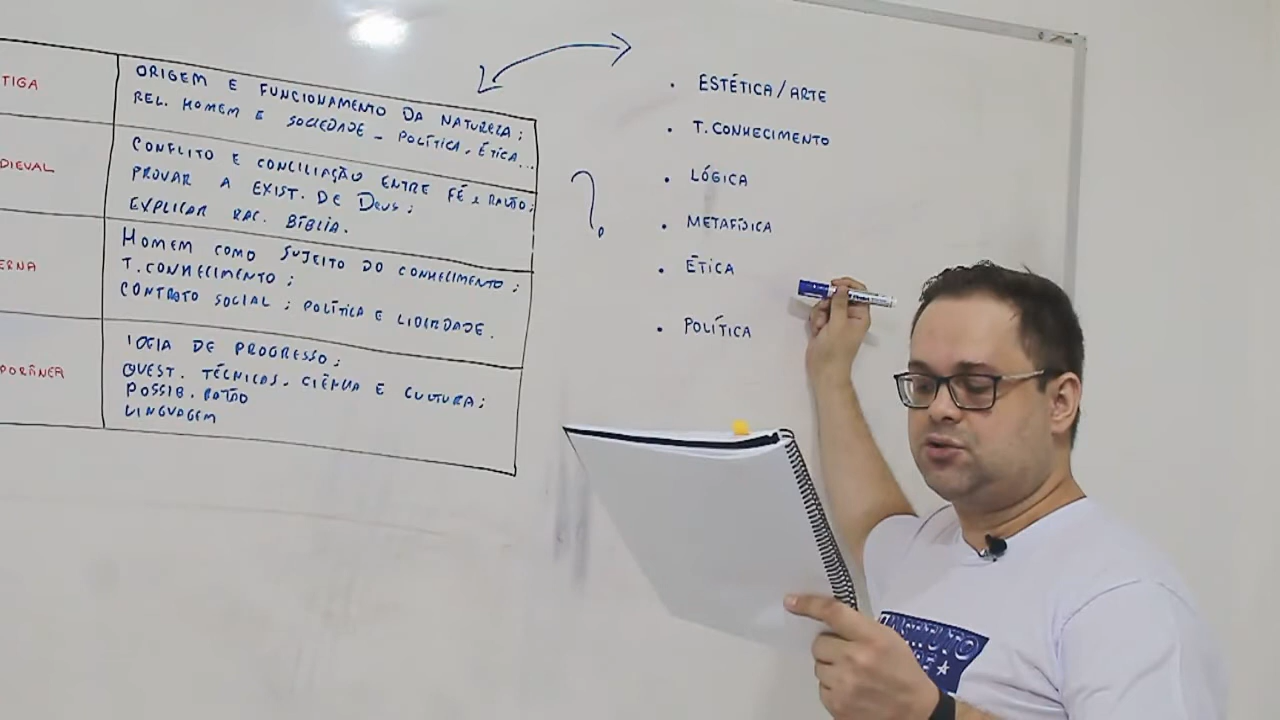 TIGA
ORIGEM E FUNCIONAMENTO DA NATUREZA;
REL. HOMEM E SOCIEDADE - POLÍTICA, ÉTICA...
DIEVAL
CONFLITO E CONCILIAÇÃO ENTRE FÉ E RAZÃO;
PROVAR A EXIST. DE DEUS;
EXPLICAR RAC. BÍBLIA.
ERNA
HOMEM COMO SUJEITO DO CONHECIMENTO;
T. CONHECIMENTO;
CONTRATO SOCIAL; POLÍTICA E LIBERDADE.
PORÂNEA
IDEIA DE PROGRESSO;
QUEST. TÉCNICAS, CIÊNCIA E CULTURA;
POSSIB. RAZÃO
LINGUAGEM
?
• ESTÉTICA/ARTE
• T. CONHECIMENTO
• LÓGICA
• METAFÍSICA
• ÉTICA
• POLÍTICA